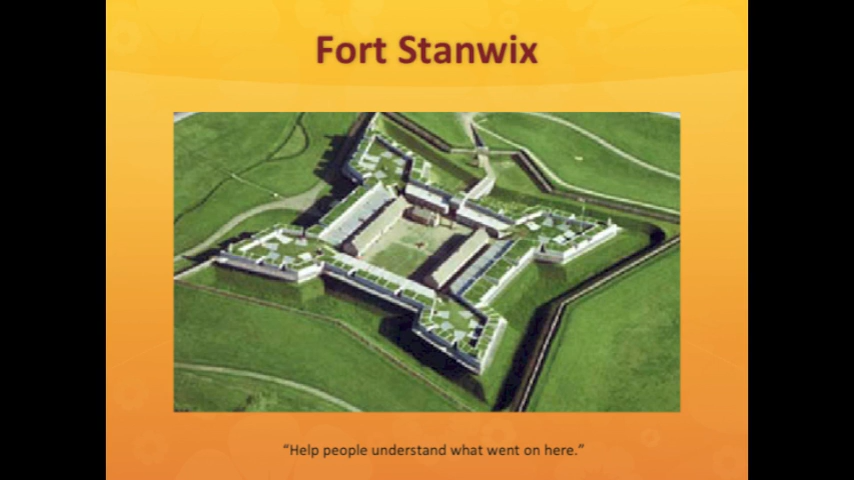 Fort Stanwix
“Help people understand what went on here.”